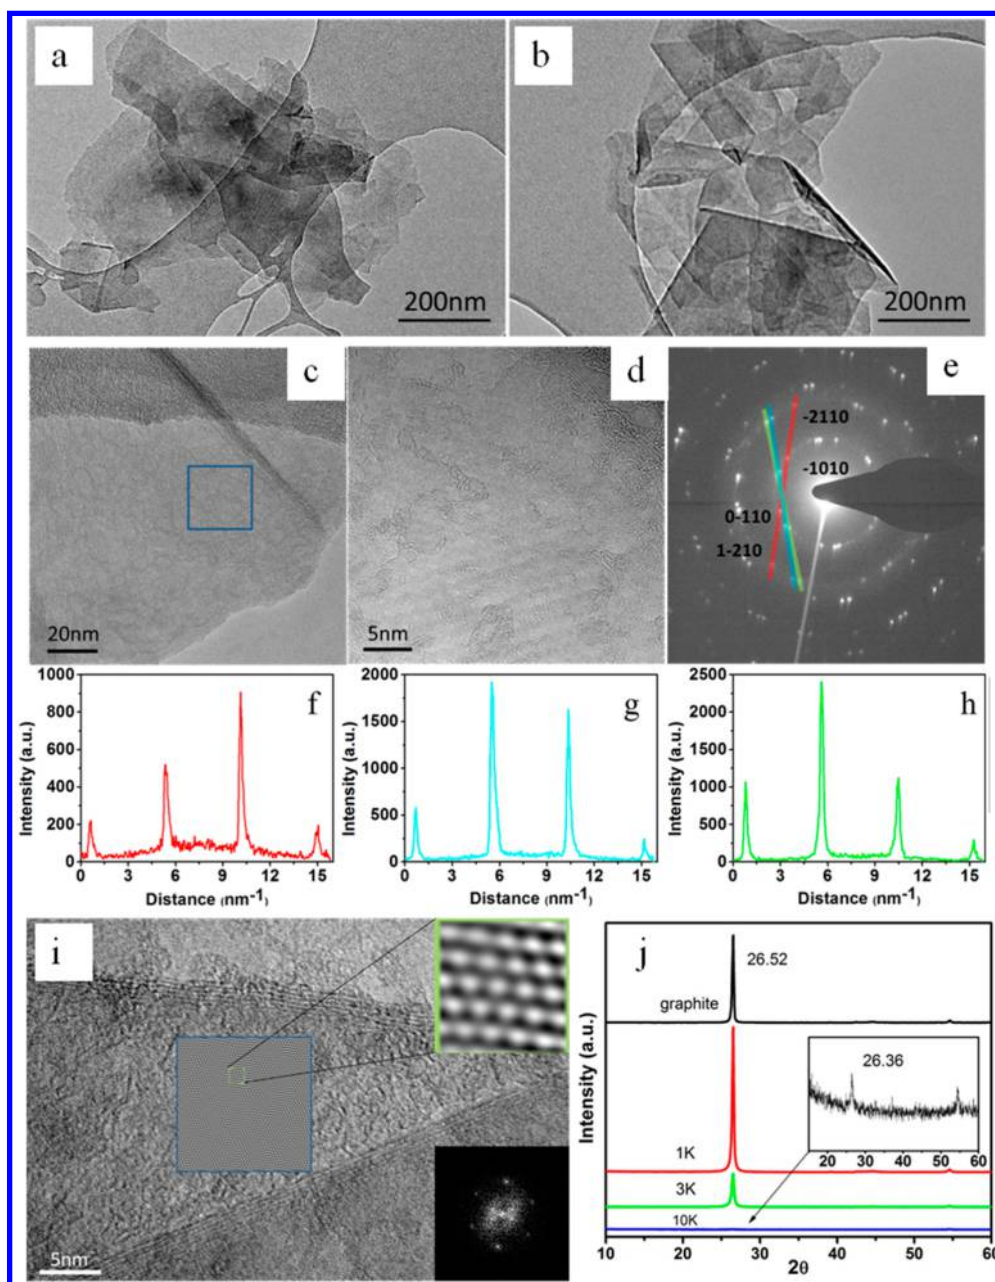 a
b
200nm
200nm
c
d
e
-2110
-1010
0-110
1-210
20nm
5nm
f
g
h
1000
800
600
400
200
0
2000
1500
1000
500
0
2500
2000
1500
1000
500
0
Intensity (a.u.)
Intensity (a.u.)
Intensity (a.u.)
0 3 6 9 12 15
0 3 6 9 12 15
0 3 6 9 12 15
Distance (nm-1)
Distance (nm-1)
Distance (nm-1)
i
j
26.52
graphite
26.36
20 30 40 50 60
1K
3K
10K
Intensity (a.u.)
5nm
10 20 30 40 50 60
2θ